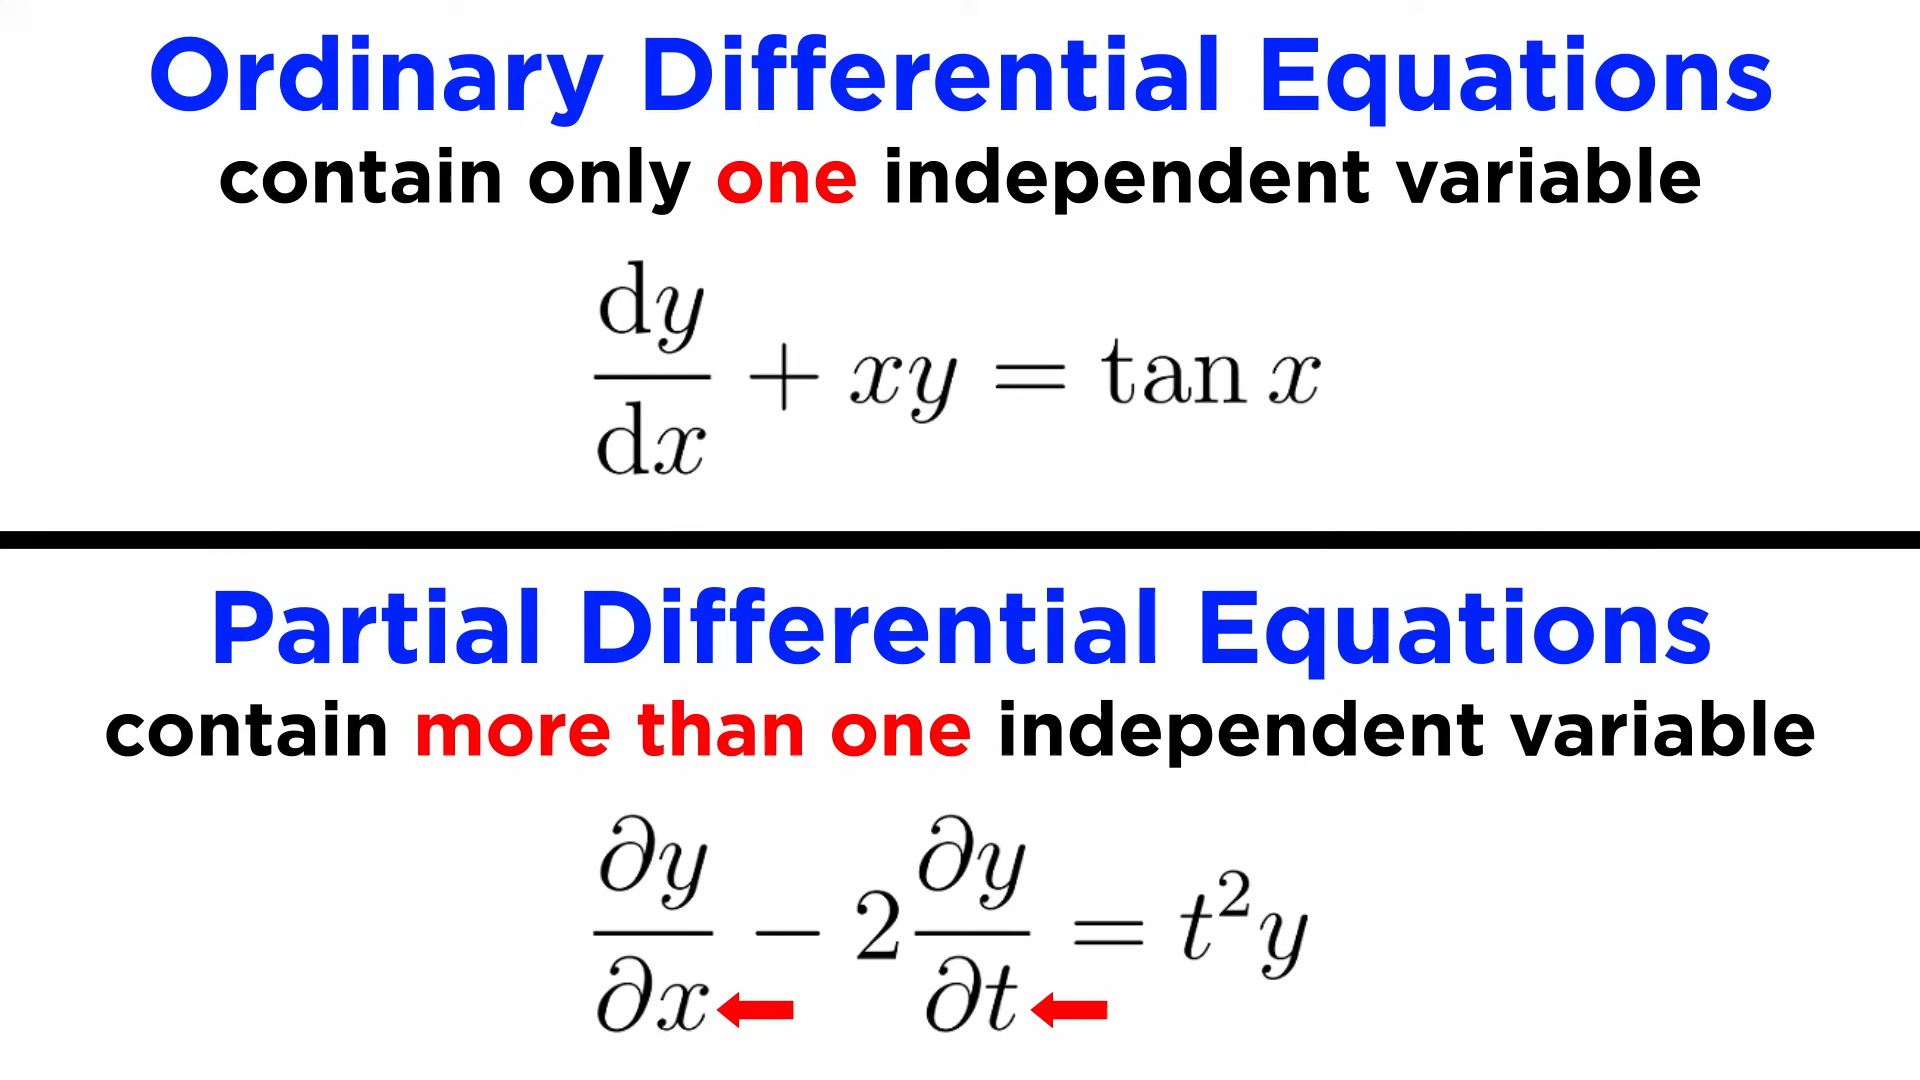 Ordinary Differential Equations
contain only one independent variable
dy/dx + xy = tan x
Partial Differential Equations
contain more than one independent variable
∂y/∂x − 2 ∂y/∂t = t²y